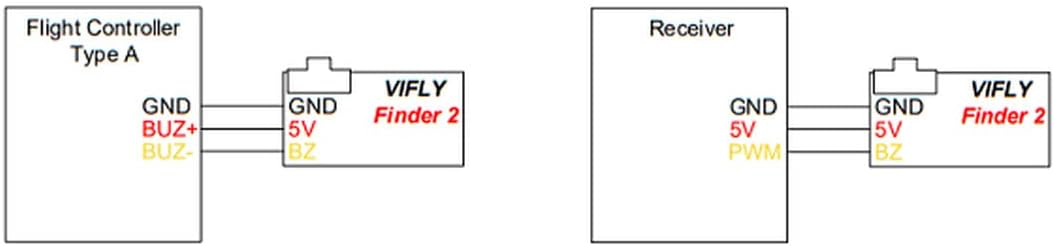 Flight Controller
Type A
GND
BUZ+
BUZ-
VIFLY
Finder 2
GND
5V
BZ
Receiver
GND
5V
PWM
VIFLY
Finder 2
GND
5V
BZ